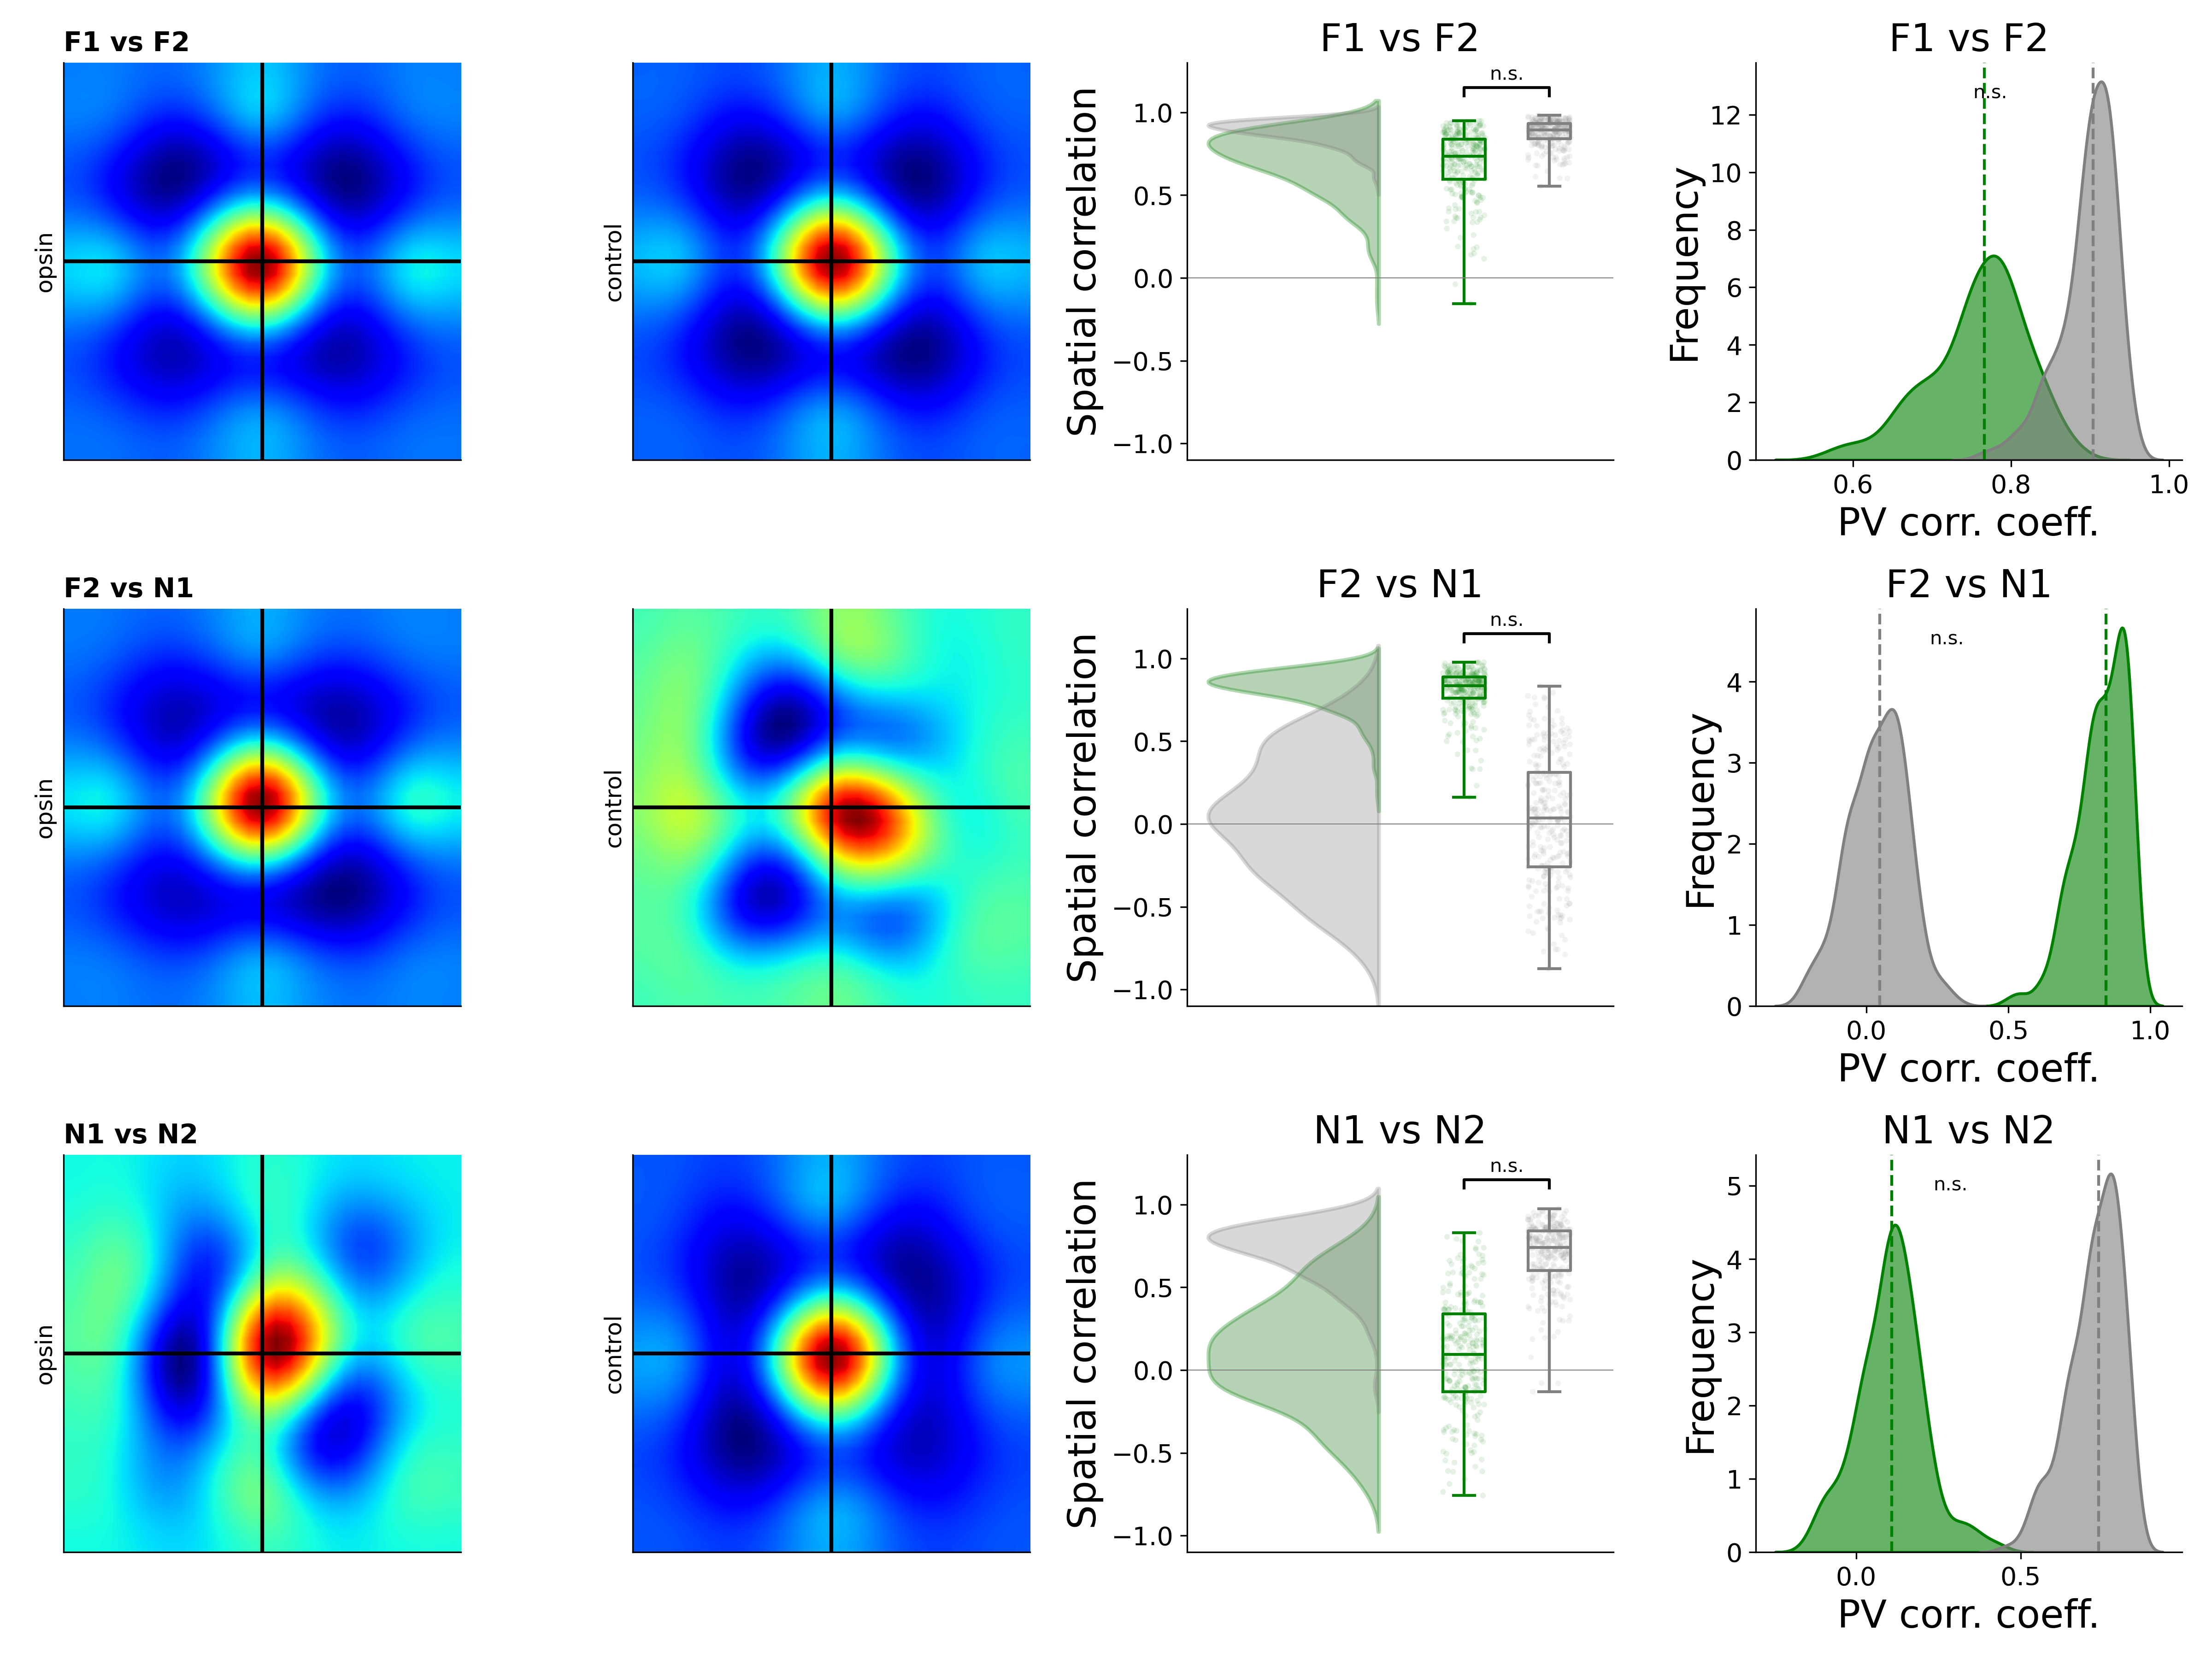 F1 vs F2
opsin
control
F1 vs F2
n.s.
Spatial correlation
1.0
0.5
0.0
−0.5
−1.0
F1 vs F2
n.s.
Frequency
12
10
8
6
4
2
0
0.6
0.8
1.0
PV corr. coeff.
F2 vs N1
opsin
control
F2 vs N1
n.s.
Spatial correlation
1.0
0.5
0.0
−0.5
−1.0
F2 vs N1
n.s.
Frequency
4
3
2
1
0
0.0
0.5
1.0
PV corr. coeff.
N1 vs N2
opsin
control
N1 vs N2
n.s.
Spatial correlation
1.0
0.5
0.0
−0.5
−1.0
N1 vs N2
n.s.
Frequency
5
4
3
2
1
0
0.0
0.5
PV corr. coeff.